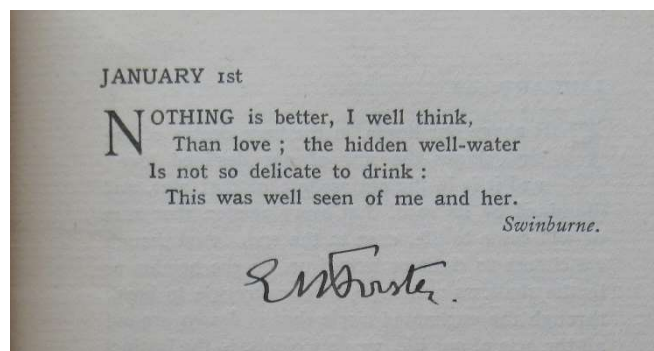 JANUARY 1st
NOTHING is better, I well think,
Than love ; the hidden well-water
Is not so delicate to drink :
This was well seen of me and her.
Swinburne.
E M Forster.